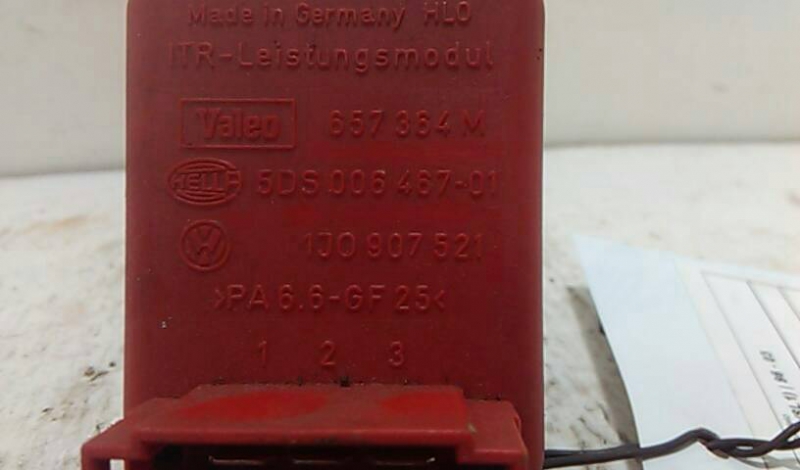 Made in Germany HLO
ITR-Leistungsmodul
Valeo 657 364 M
HELLA 5DS 006 467-01
VW 1J0 907 521
>PA 6.6-GF 25<
1 2 3